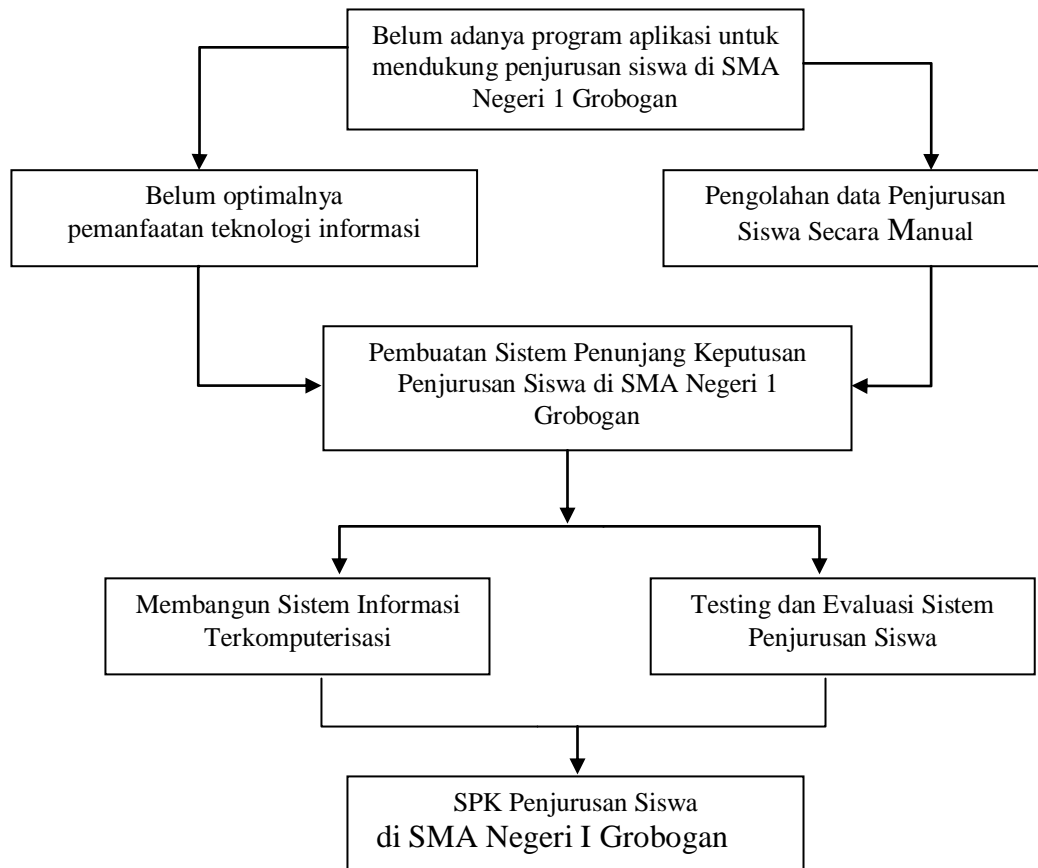 Belum adanya program aplikasi untuk
mendukung penjurusan siswa di SMA
Negeri 1 Grobogan
Belum optimalnya
pemanfaatan teknologi informasi
Pengolahan data Penjurusan
Siswa Secara Manual
Pembuatan Sistem Penunjang Keputusan
Penjurusan Siswa di SMA Negeri 1
Grobogan
Membangun Sistem Informasi
Terkomputerisasi
Testing dan Evaluasi Sistem
Penjurusan Siswa
SPK Penjurusan Siswa
di SMA Negeri I Grobogan